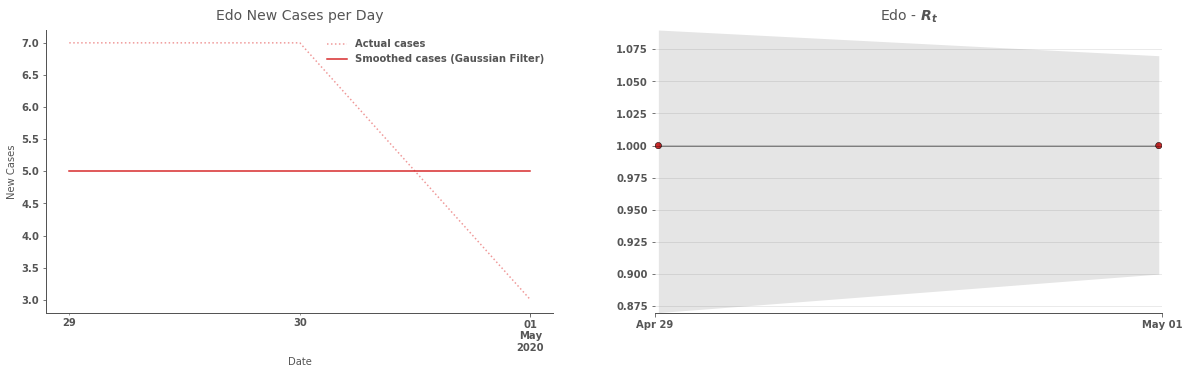 Edo New Cases per Day
Actual cases
Smoothed cases (Gaussian Filter)
7.0
6.5
6.0
5.5
5.0
4.5
4.0
3.5
3.0
New Cases
29
30
01
May
2020
Date
Edo - Rt
1.075
1.050
1.025
1.000
0.975
0.950
0.925
0.900
0.875
Apr 29
May 01